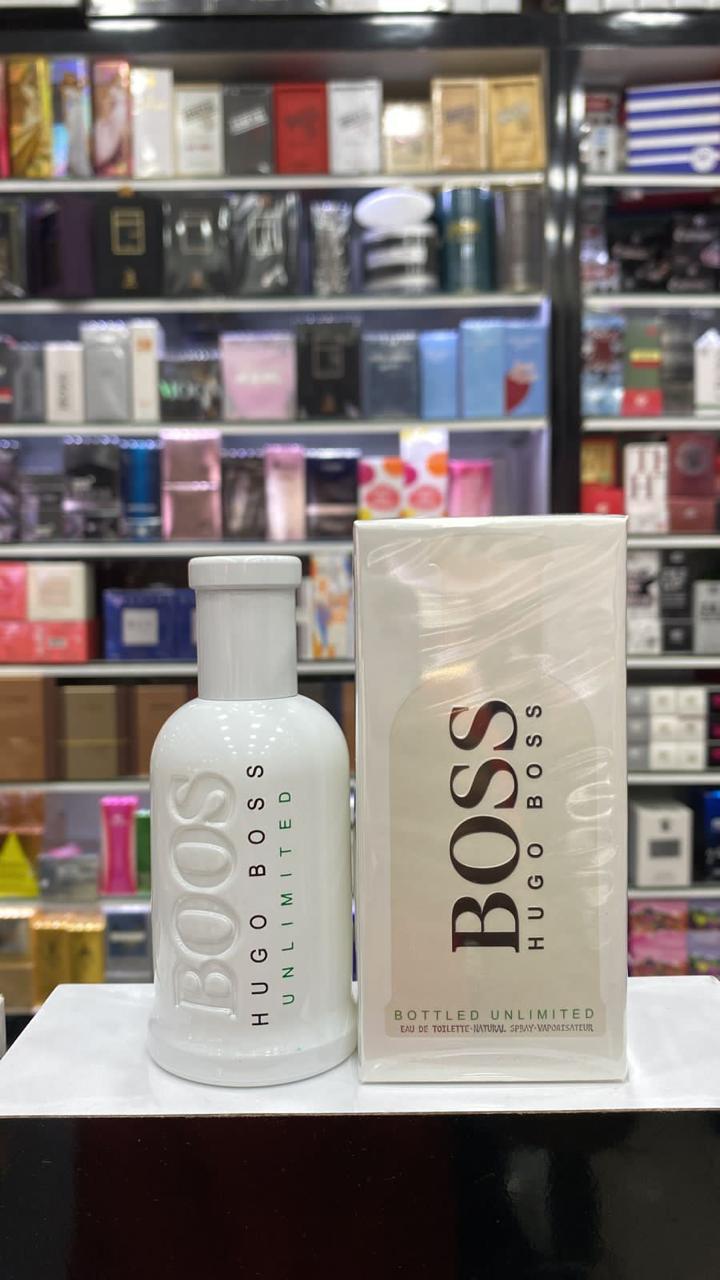 BOOS
HUGO BOSS
UNLIMITED
BOSS
HUGO BOSS
BOTTLED UNLIMITED
EAU DE TOILETTE-NATURAL SPRAY-VAPORISATEUR